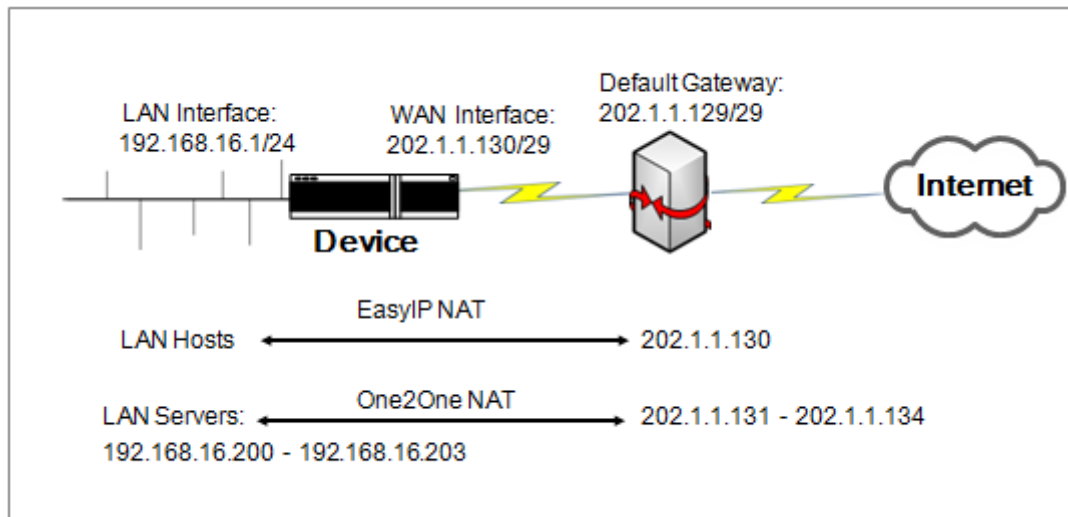 Default Gateway:
202.1.1.129/29
LAN Interface:
192.168.16.1/24
WAN Interface:
202.1.1.130/29
Internet
Device
EasyIP NAT
LAN Hosts
202.1.1.130
One2One NAT
LAN Servers:
202.1.1.131 - 202.1.1.134
192.168.16.200 - 192.168.16.203